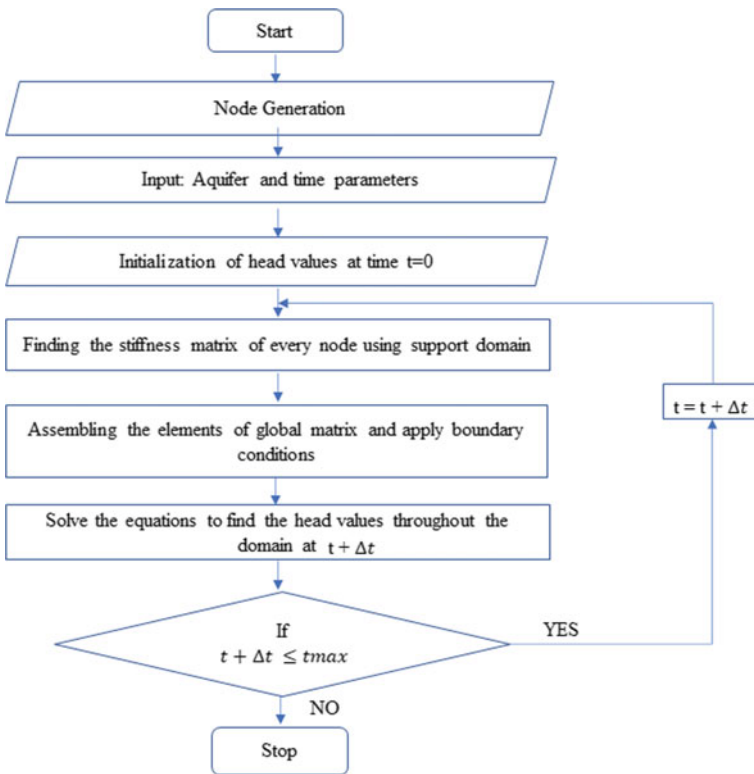 Start
Node Generation
Input: Aquifer and time parameters
Initialization of head values at time t=0
Finding the stiffness matrix of every node using support domain
t = t + Δt
Assembling the elements of global matrix and apply boundary
conditions
Solve the equations to find the head values throughout the
domain at t + Δt
If
t + Δt ≤ tmax
YES
NO
Stop